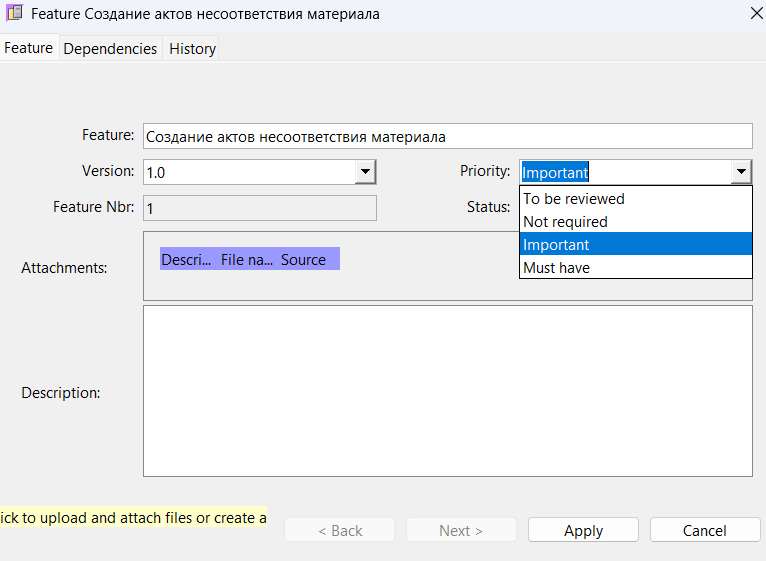 Feature Создание актов несоответствия материала
Feature Dependencies History
Feature: Создание актов несоответствия материала
Version: 1.0 Priority: Important
Feature Nbr: 1 Status:
To be reviewed
Not required
Important
Must have
Attachments: Descri... File na... Source
Description:
ick to upload and attach files or create a
< Back Next > Apply Cancel